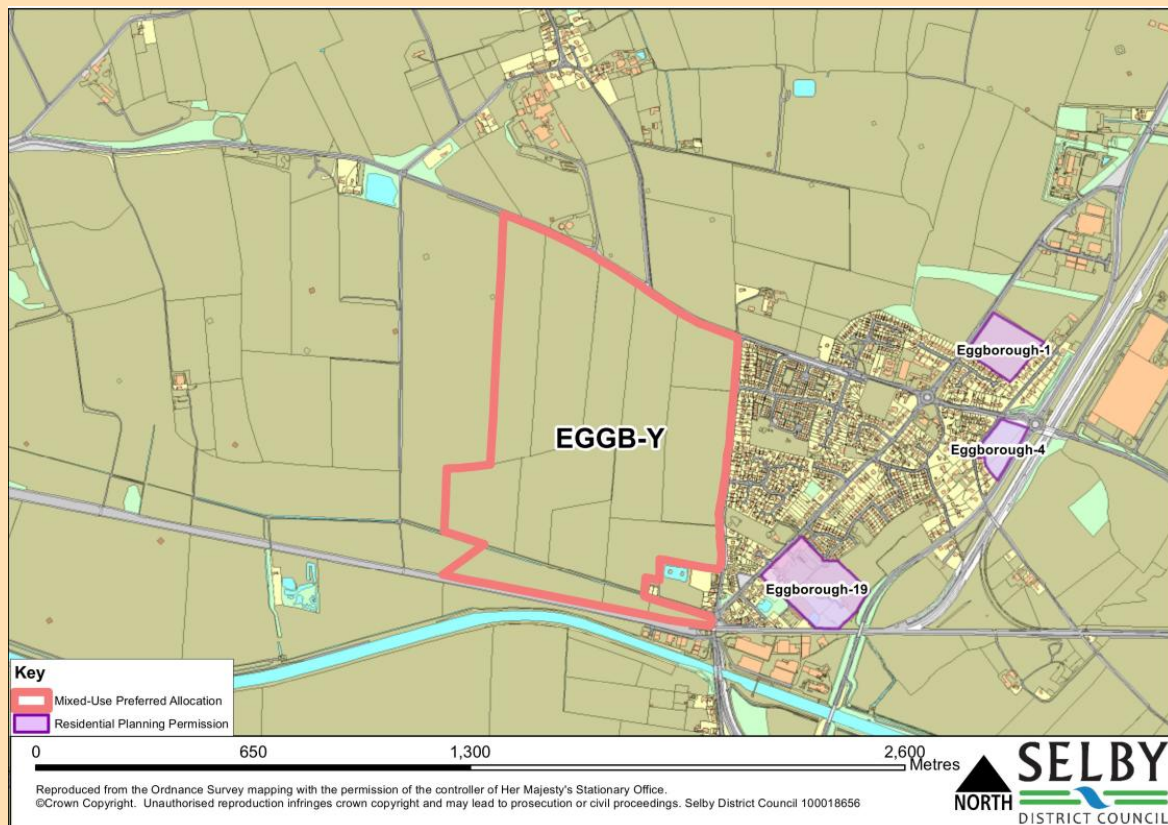 Eggborough-1
EGGB-Y
Eggborough-4
Eggborough-19
Key
Mixed-Use Preferred Allocation
Residential Planning Permission
0 650 1,300 2,600
Metres
Reproduced from the Ordnance Survey mapping with the permission of the controller of Her Majesty's Stationary Office.
©Crown Copyright. Unauthorised reproduction infringes crown copyright and may lead to prosecution or civil proceedings. Selby District Council 100018656
NORTH
SELBY
DISTRICT COUNCIL